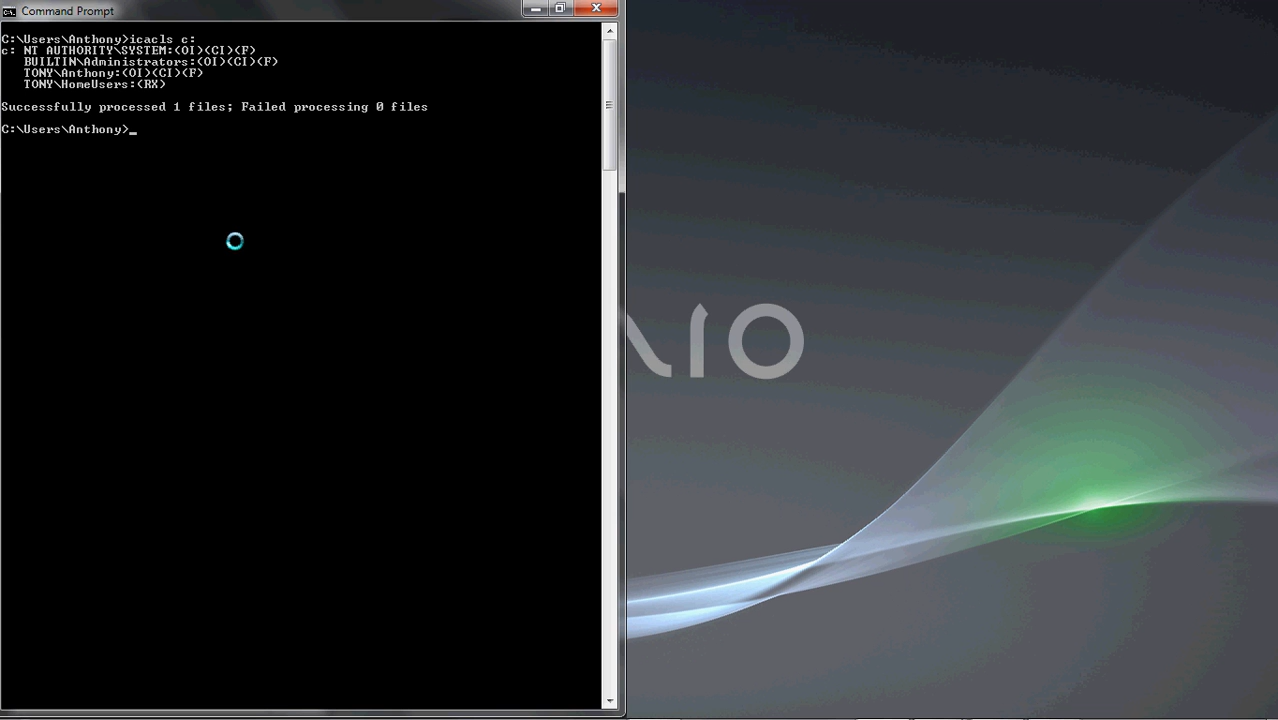 Command Prompt
C:\Users\Anthony>icacls c:
c: NT AUTHORITY\SYSTEM:(OI)(CI)(F)
BUILTIN\Administrators:(OI)(CI)(F)
TONY\Anthony:(OI)(CI)(F)
TONY\HomeUsers:(RX)
Successfully processed 1 files; Failed processing 0 files
C:\Users\Anthony>_